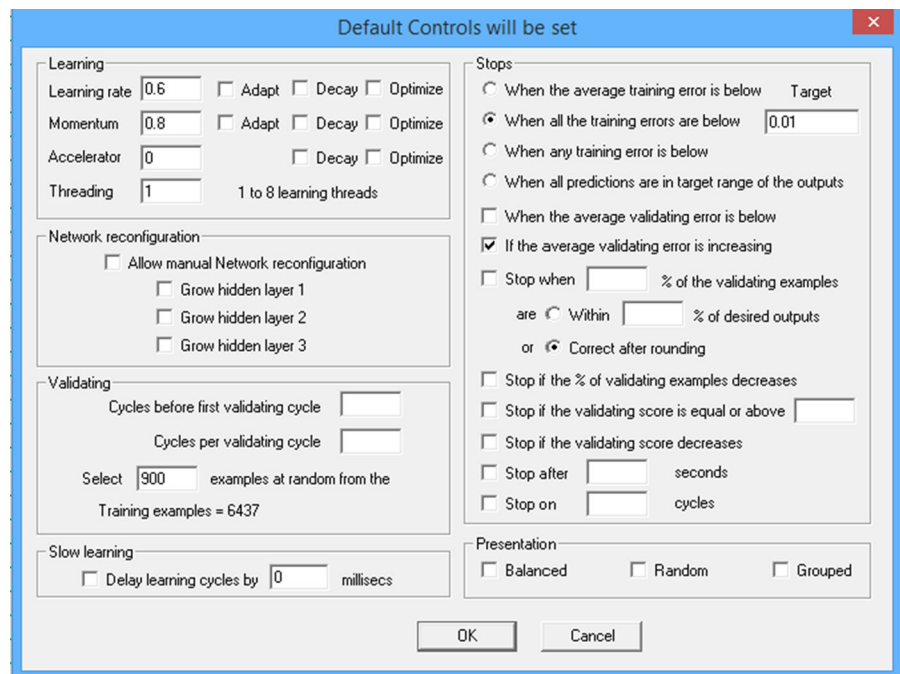 Default Controls will be set
Learning
Learning rate 0.6 Adapt Decay Optimize
Momentum 0.8 Adapt Decay Optimize
Accelerator 0 Decay Optimize
Threading 1 1 to 8 learning threads
Network reconfiguration
Allow manual Network reconfiguration
Grow hidden layer 1
Grow hidden layer 2
Grow hidden layer 3
Validating
Cycles before first validating cycle
Cycles per validating cycle
Select 900 examples at random from the
Training examples = 6437
Slow learning
Delay learning cycles by 0 millisecs
Stops
When the average training error is below Target
When all the training errors are below 0.01
When any training error is below
When all predictions are in target range of the outputs
When the average validating error is below
If the average validating error is increasing
Stop when % of the validating examples
are Within % of desired outputs
or Correct after rounding
Stop if the % of validating examples decreases
Stop if the validating score is equal or above
Stop if the validating score decreases
Stop after seconds
Stop on cycles
Presentation
Balanced Random Grouped
OK Cancel